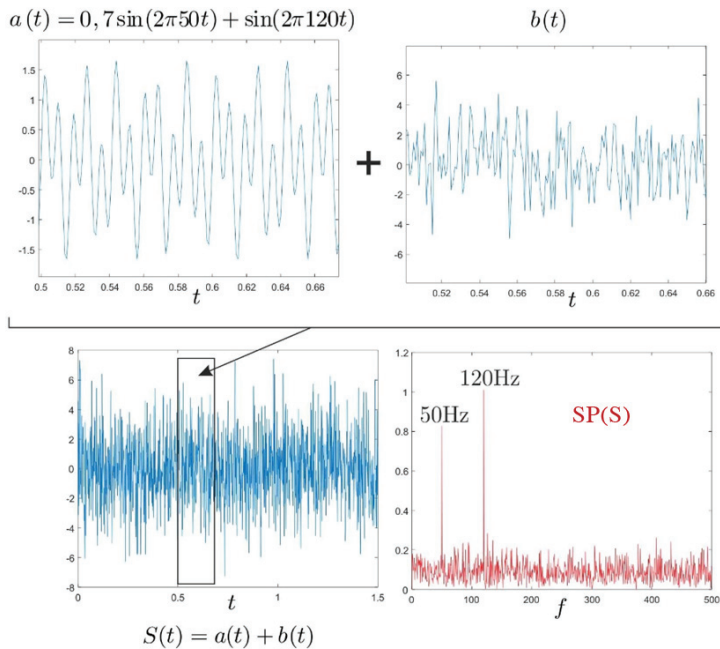 a(t) = 0,7sin(2π50t) + sin(2π120t)
b(t)
1.5
1
0.5
0
-0.5
-1
-1.5
0.5 0.52 0.54 0.56 0.58 0.6 0.62 0.64 0.66
t
+
6
4
2
0
-2
-4
-6
0.52 0.54 0.56 0.58 0.6 0.62 0.64 0.66
t
8
6
4
2
0
-2
-4
-6
-8
0 0.5 1 1.5
t
S(t) = a(t) + b(t)
1.2
1
0.8
0.6
0.4
0.2
0
120Hz
50Hz
SP(S)
0 100 200 300 400 500
f